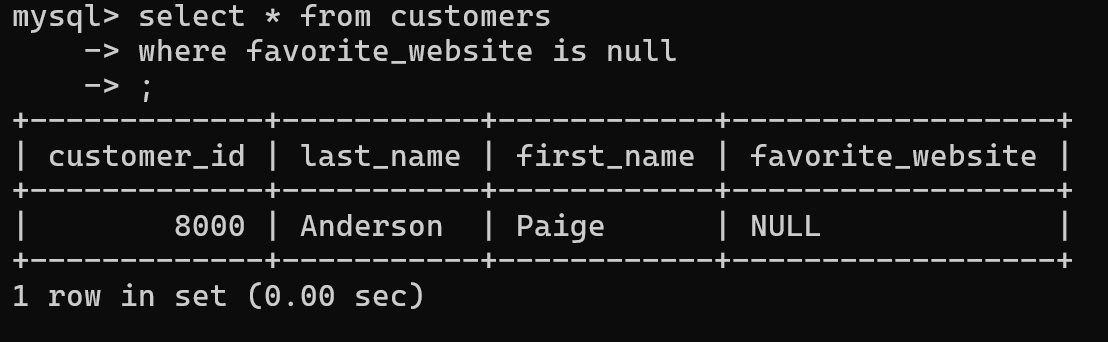 mysql> select * from customers
    -> where favorite_website is null
    -> ;
+-------------+-----------+------------+------------------+
| customer_id | last_name | first_name | favorite_website |
+-------------+-----------+------------+------------------+
|        8000 | Anderson  | Paige      | NULL             |
+-------------+-----------+------------+------------------+
1 row in set (0.00 sec)